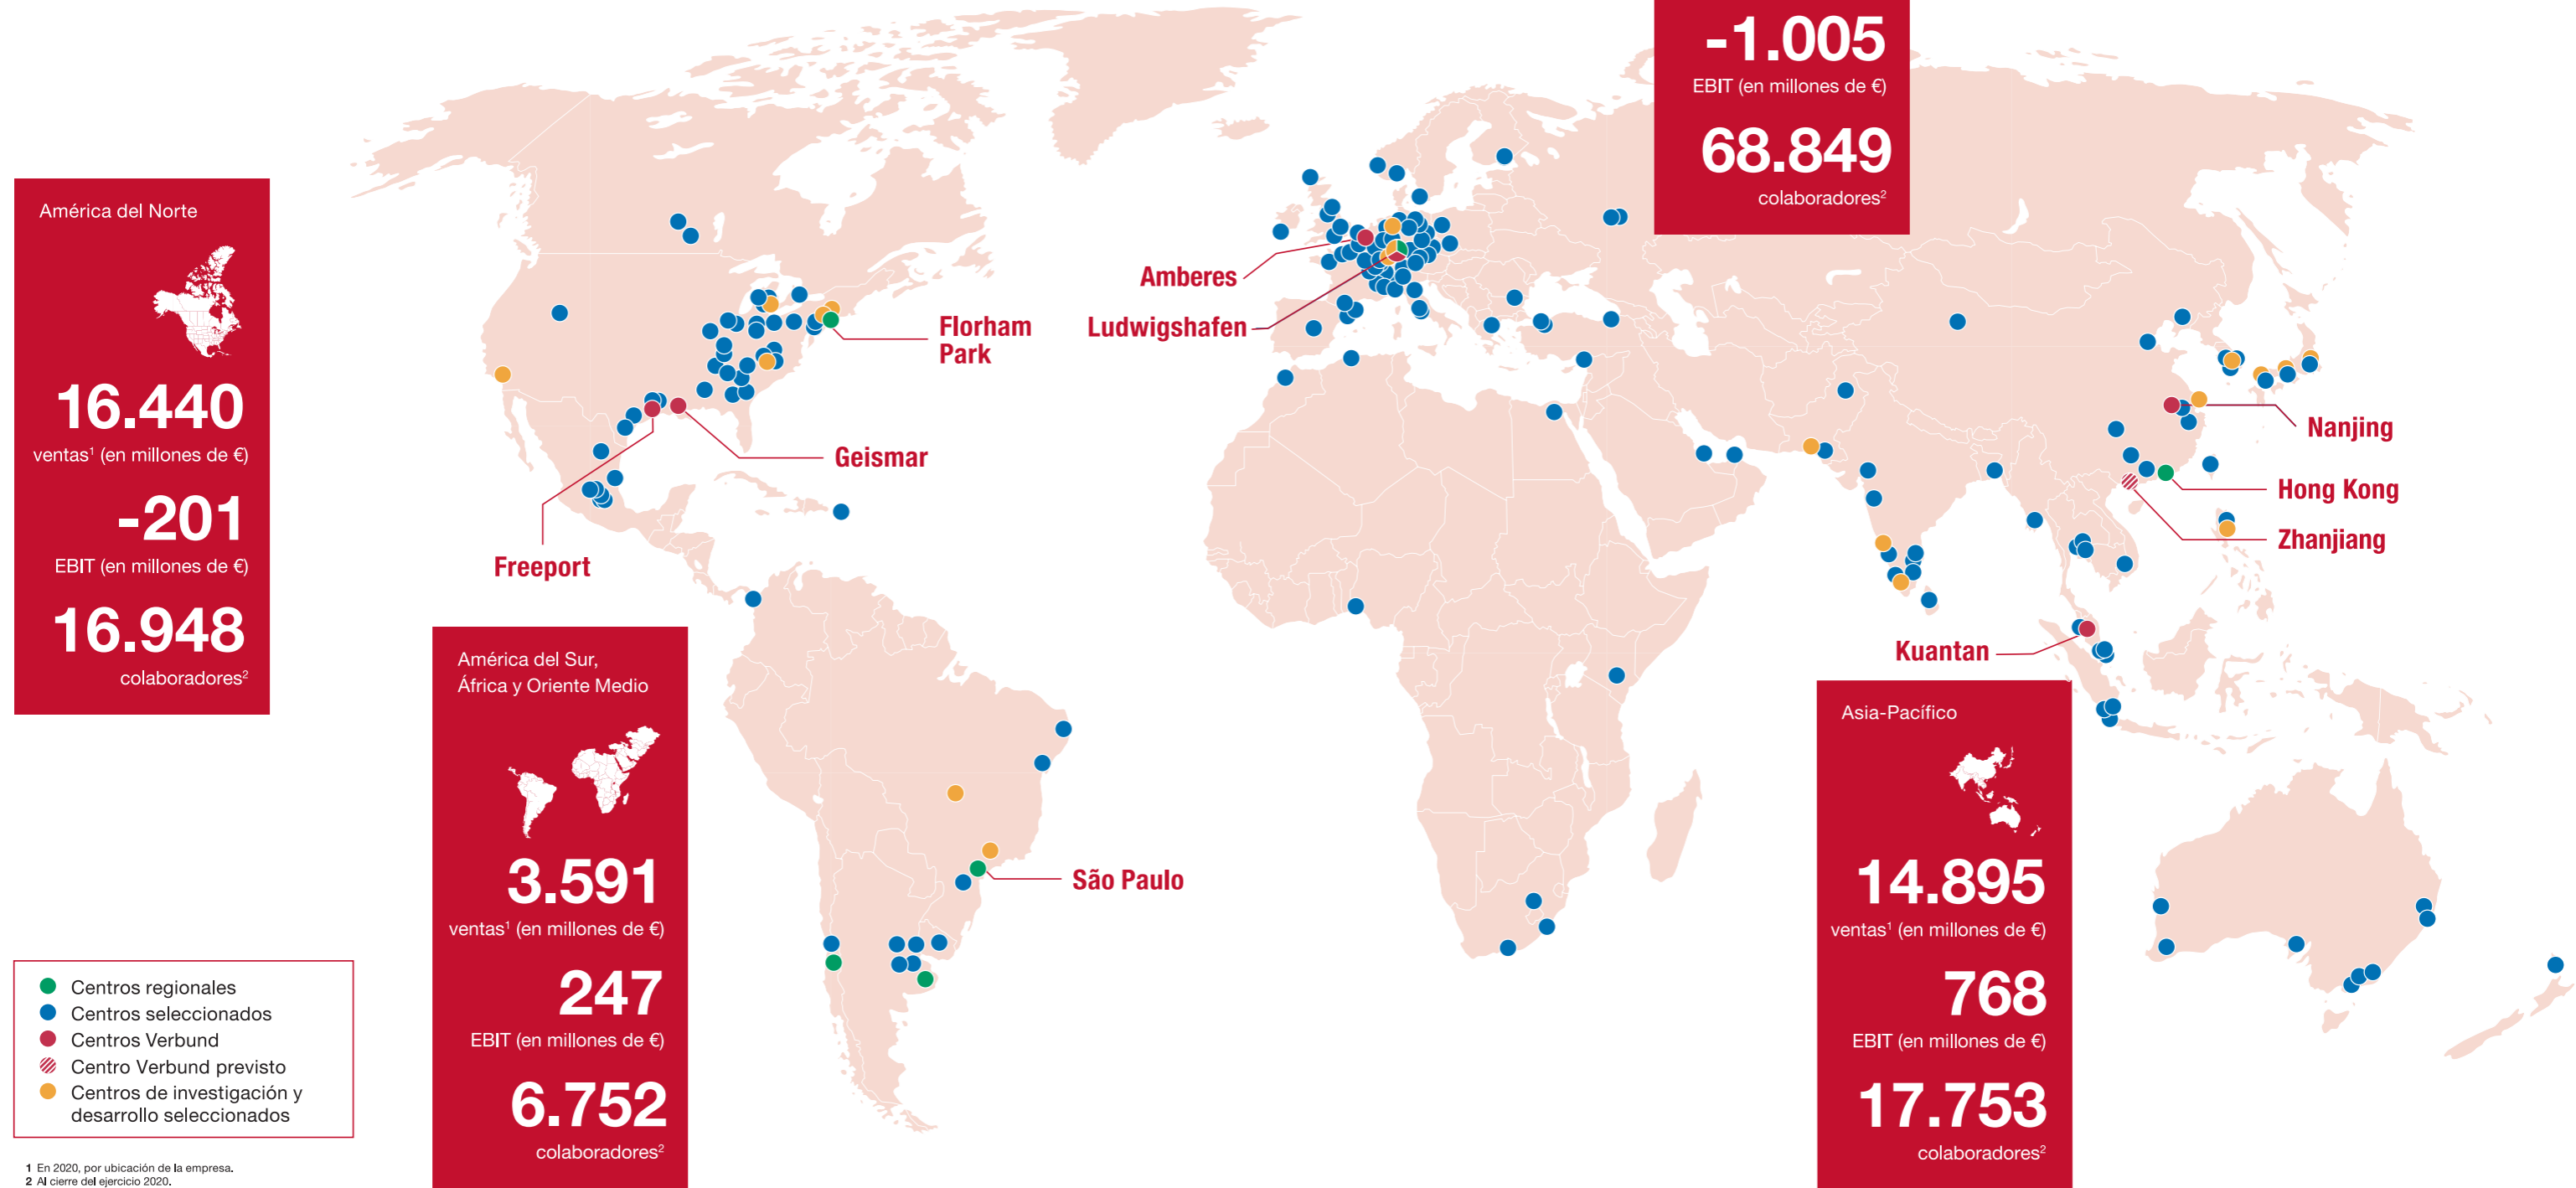 -1.005
EBIT (en millones de €)
68.849
colaboradores²
América del Norte
16.440
ventas¹ (en millones de €)
-201
EBIT (en millones de €)
16.948
colaboradores²
Amberes
Ludwigshafen
Florham
Park
Geismar
Freeport
Nanjing
Hong Kong
Zhanjiang
Kuantan
São Paulo
América del Sur,
África y Oriente Medio
3.591
ventas¹ (en millones de €)
247
EBIT (en millones de €)
6.752
colaboradores²
Asia-Pacífico
14.895
ventas¹ (en millones de €)
768
EBIT (en millones de €)
17.753
colaboradores²
Centros regionales
Centros seleccionados
Centros Verbund
Centro Verbund previsto
Centros de investigación y
desarrollo seleccionados
1 En 2020, por ubicación de la empresa.
2 Al cierre del ejercicio 2020.